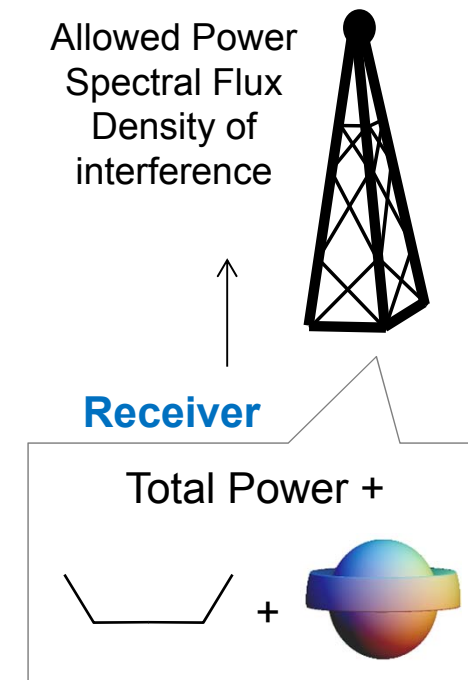 Allowed Power
Spectral Flux
Density of
interference
Receiver
Total Power +
+